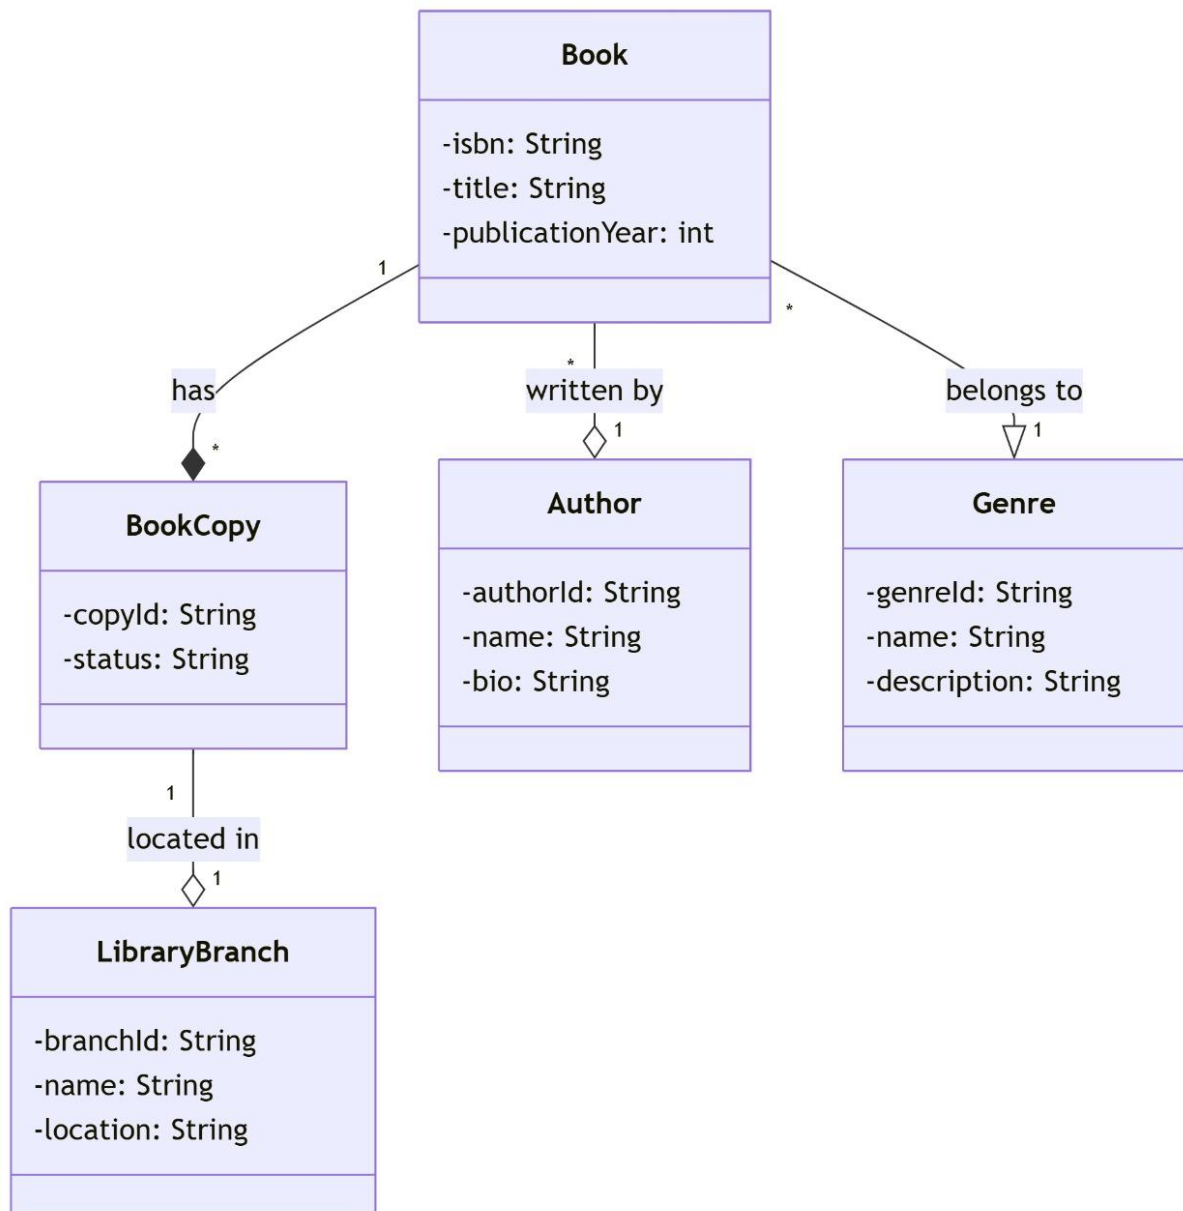 Book
-isbn: String
-title: String
-publicationYear: int
1
*
has
*
*
written by
1
belongs to
1
BookCopy
-copyId: String
-status: String
Author
-authorId: String
-name: String
-bio: String
Genre
-genreId: String
-name: String
-description: String
1
located in
1
LibraryBranch
-branchId: String
-name: String
-location: String